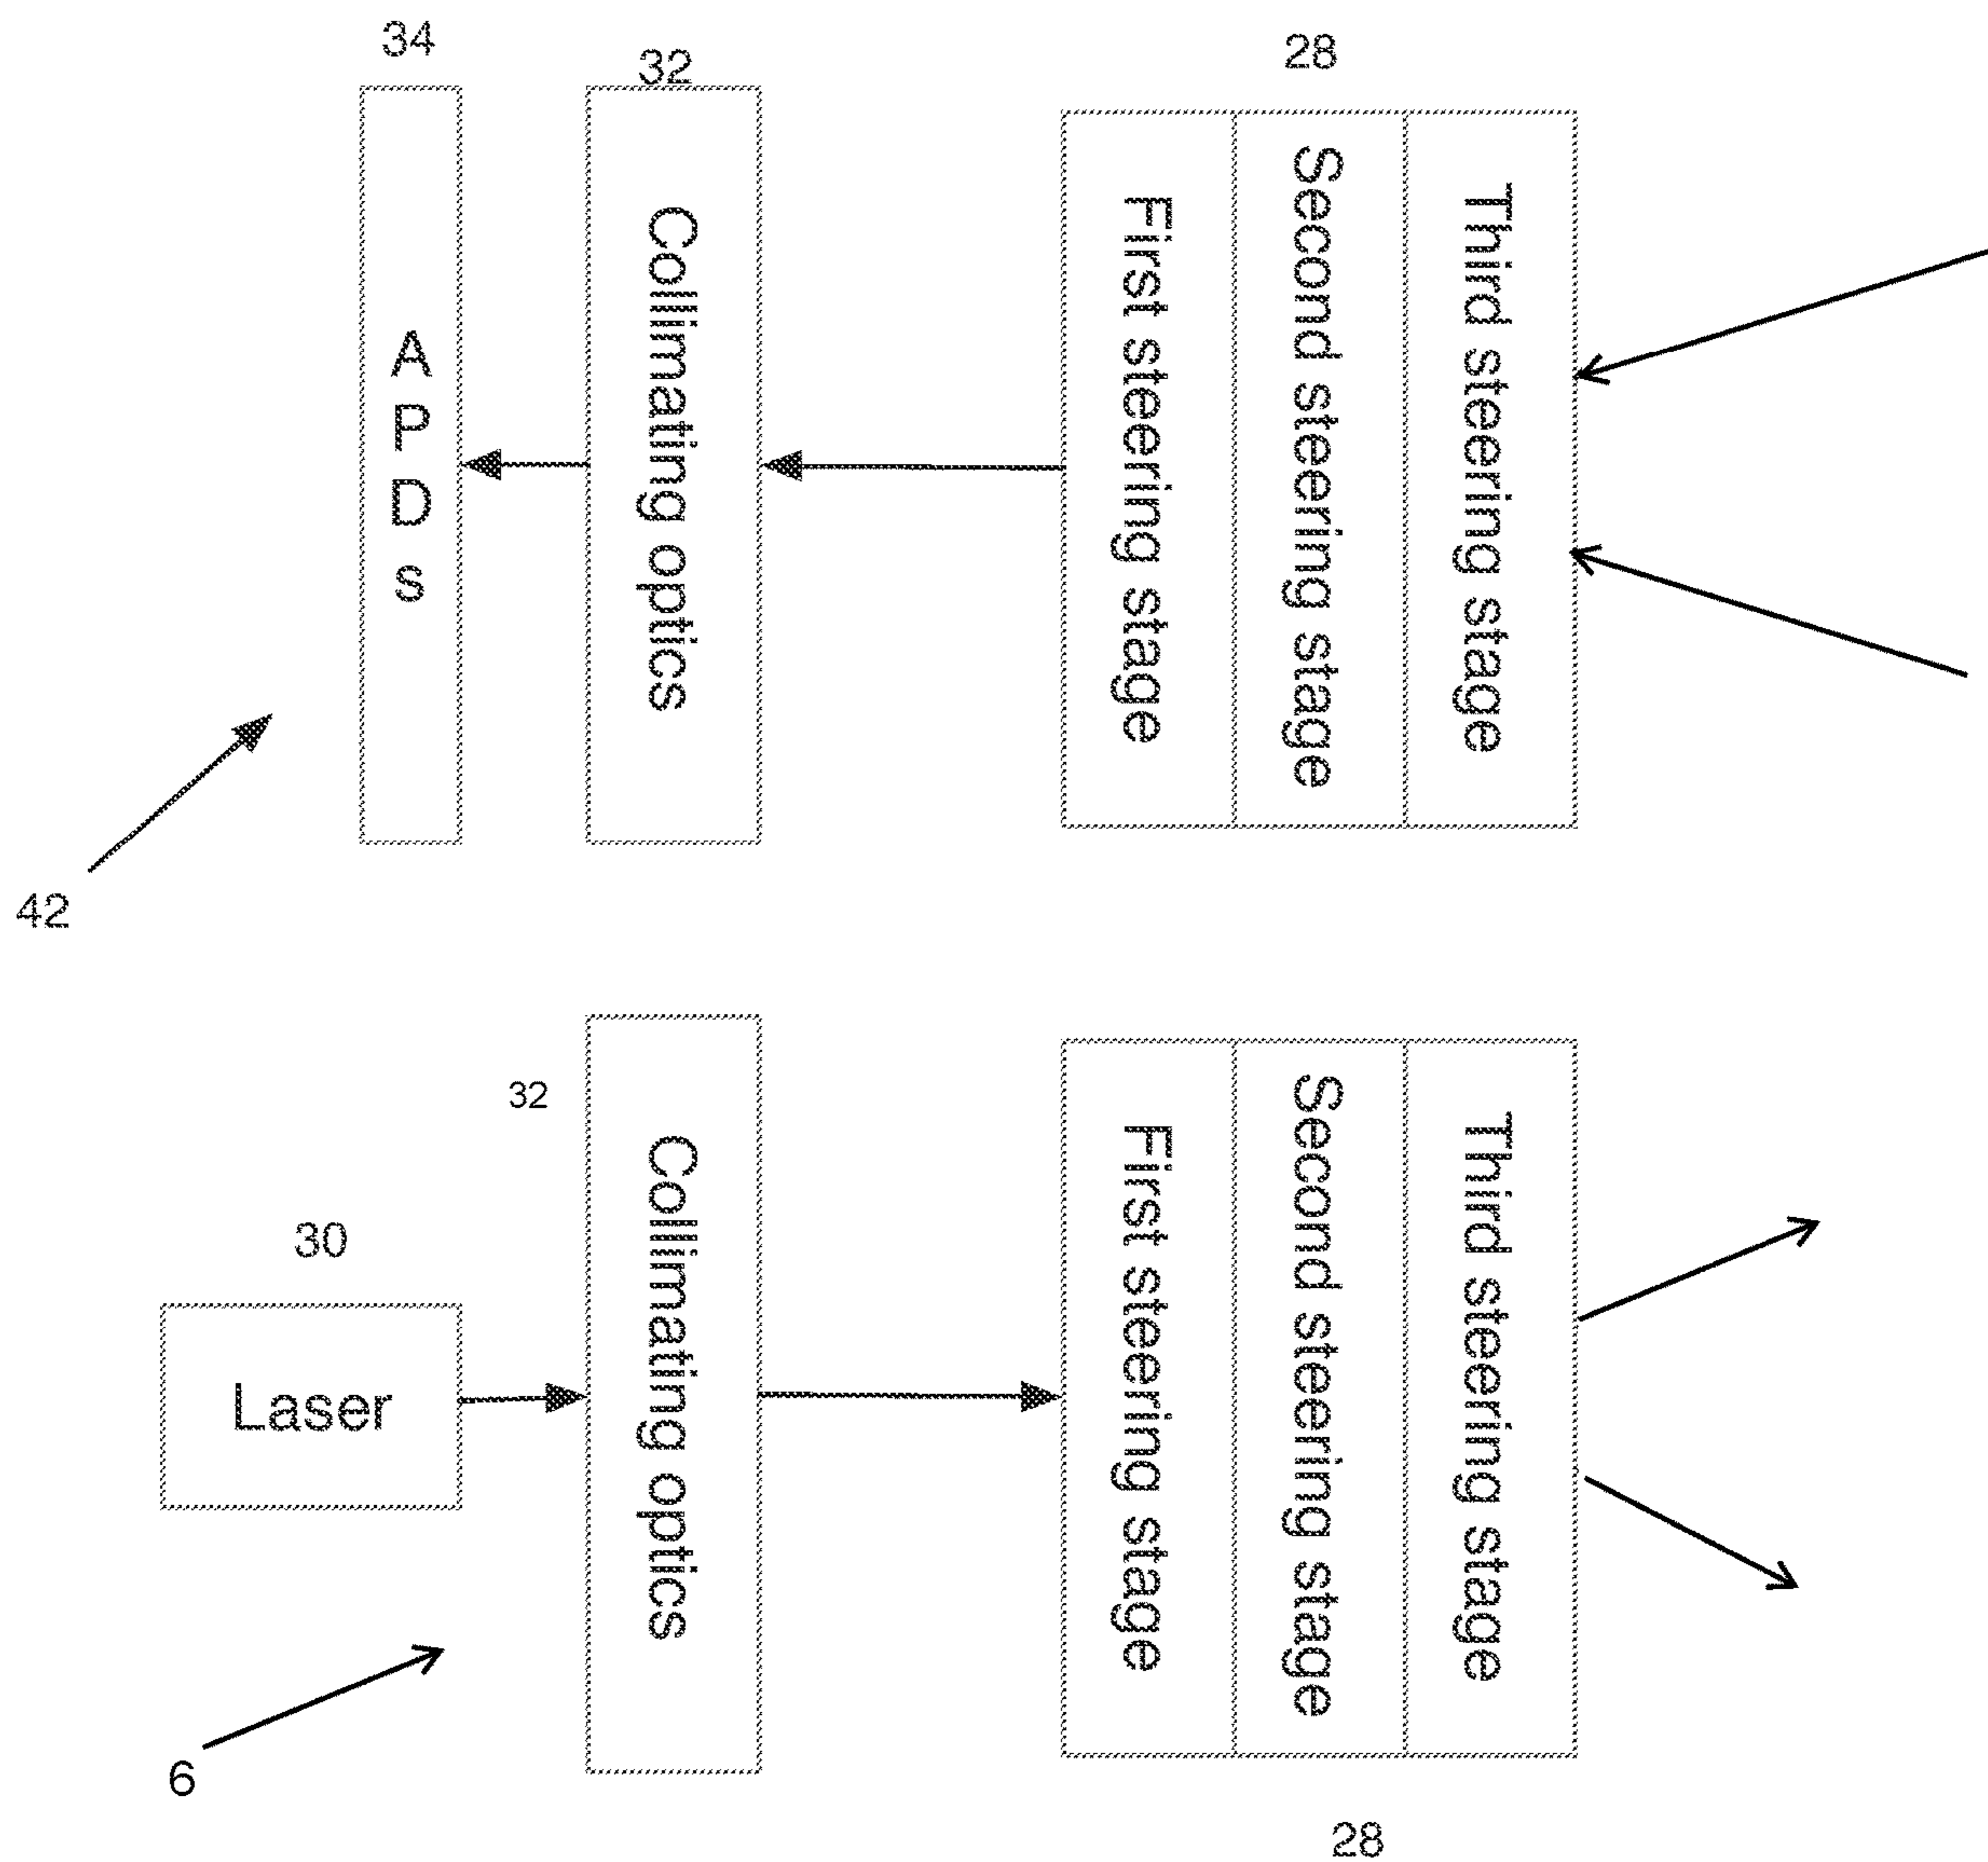 34
32
28
A
P
D
s
Collimating optics
First steering stage
Second steering stage
Third steering stage
42
32
30
Laser
Collimating optics
First steering stage
Second steering stage
Third steering stage
6
28